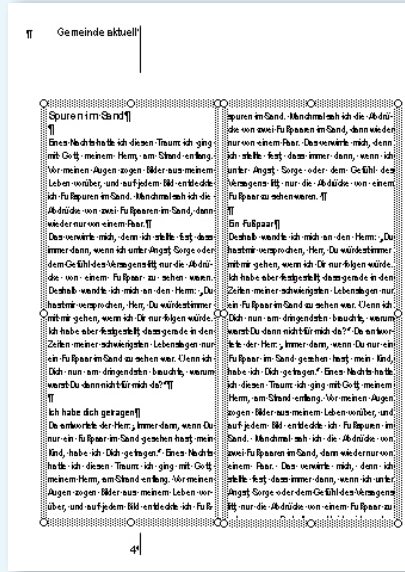 Gemeinde aktuell
Spuren im Sand¶
¶
Eines Nachts hatte ich diesen Traum: ich ging
mit Gott, meinem Herrn, am Strand entlang.
Vor meinen Augen zogen Bilder aus meinem
Leben vorüber, und auf jedem Bild entdeckte
ich Fußspuren im Sand. Manchmal sah ich die
Abdrücke von zwei Fußpaaren im Sand, dann
wieder nur von einem Paar.¶
Das verwirrte mich, denn ich stellte fest, dass
immer dann, wenn ich unter Angst, Sorge oder
dem Gefühl des Versagens litt, nur die Abdrü-
cke von einem Fußpaar zu sehen waren.
Deshalb wandte ich mich an den Herrn: „Du
hast mir versprochen, Herr, Du würdest immer
mit mir gehen, wenn ich Dir nur folgen würde.
Ich habe aber festgestellt, dass gerade in den
Zeiten meiner schwierigsten Lebenslagen nur
ein Fußpaar im Sand zu sehen war. Wenn ich
Dich nun am dringendsten brauchte, warum
warst Du dann nicht für mich da?“¶
¶
Ich habe dich getragen¶
Da antwortete der Herr: „Immer dann, wenn Du
nur ein Fußpaar im Sand gesehen hast, mein
Kind, habe ich Dich getragen.“ Eines Nachts
hatte ich diesen Traum: ich ging mit Gott,
meinem Herrn, am Strand entlang. Vor meinen
Augen zogen Bilder aus meinem Leben vor-
über, und auf jedem Bild entdeckte ich Fuß-
spuren im Sand. Manchmal sah ich die Abdrü-
cke von zwei Fußpaaren im Sand, dann wieder
nur von einem Paar. Das verwirrte mich, denn
ich stellte fest, dass immer dann, wenn ich
unter Angst, Sorge oder dem Gefühl des
Versagens litt, nur die Abdrücke von einem
Fußpaar zu sehen waren. ¶
¶
Ein Fußpaar¶
Deshalb wandte ich mich an den Herrn: „Du
hast mir versprochen, Herr, Du würdest immer
mit mir gehen, wenn ich Dir nur folgen würde.
Ich habe aber festgestellt, dass gerade in den
Zeiten meiner schwierigsten Lebenslagen nur
ein Fußpaar im Sand zu sehen war. Wenn ich
Dich nun am dringendsten brauchte, warum
warst Du dann nicht für mich da?“ Da antwor-
tete der Herr: „Immer dann, wenn Du nur ein
Fußpaar im Sand gesehen hast, mein Kind,
habe ich Dich getragen.“ Eines Nachts hatte
ich diesen Traum: ich ging mit Gott, meinem
Herrn, am Strand entlang. Vor meinen Augen
zogen Bilder aus meinem Leben vorüber, und
auf jedem Bild entdeckte ich Fußspuren im
Sand. Manchmal sah ich die Abdrücke von
zwei Fußpaaren im Sand, dann wieder nur von
einem Paar. Das verwirrte mich, denn ich
stellte fest, dass immer dann, wenn ich unter
Angst, Sorge oder dem Gefühl des Versagens
litt, nur die Abdrücke von einem Fußpaar zu
4